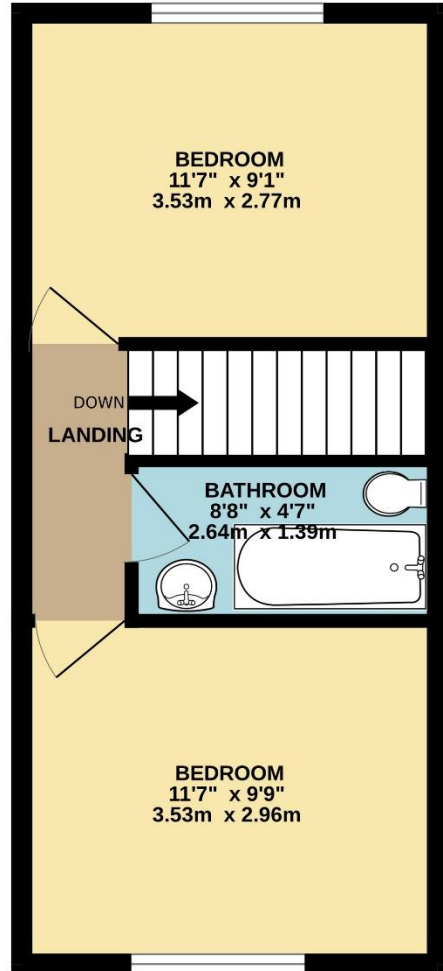 BEDROOM
11'7" x 9'1"
3.53m x 2.77m
DOWN
LANDING
BATHROOM
8'8" x 4'7"
2.64m x 1.39m
BEDROOM
11'7" x 9'9"
3.53m x 2.96m